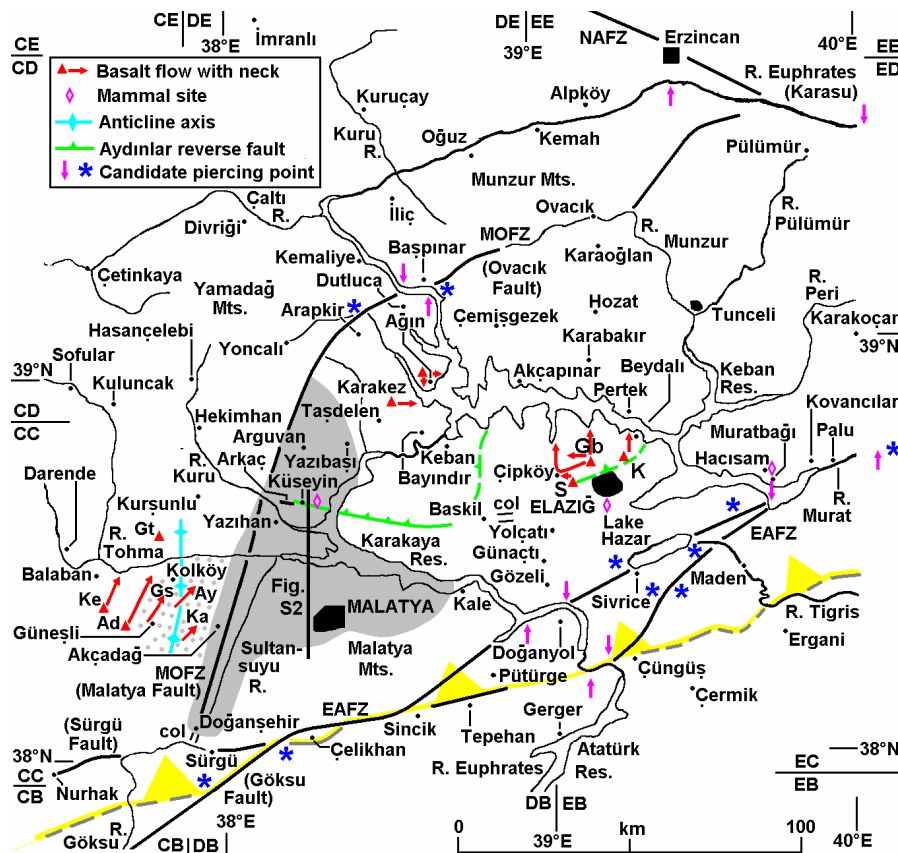 CE DE
38°E
İmranlı
DE EE
39°E
NAFZ
Erzincan
40°E
CE
CD
EE
ED
R. Euphrates
(Karasu)
Basalt flow with neck
Mammal site
Anticline axis
Aydınlar reverse fault
Candidate piercing point
Kuruçay
Kuru
R.
Alpköy
Oğuz
Kemah
Pülümür
Munzur Mts.
Çaltı
R.
Divriği
İliç
Ovacık
R.
Pülümür
R.
Munzur
Başpınar
MOFZ
Kemaliye
Karaoğlan
Çetinkaya
Dutluca
(Ovacık
Fault)
Yamadağ
Mts.
Arapkir
R.
Peri
Hozat
Ağın
Tunceli
Hasançelebi
Çemişgezek
Karakoçan
Yoncalı
Karabakır
39°N
Sofular
39°N
Beydalı
Keban
Res.
Kuluncak
Akçapınar
Karakez
Pertek
Kovancılar
Tasdelen
CD
CC
Hekimhan
Muratbağı
Palu
Arguvan
Gb
Keban
Hacısam
Darende
Arkaç
Yazıbaşı
Bayındır
K
R.
Kuru
Küseyin
Çipköy
S
Baskil
col
ELAZIĞ
R.
Murat
Kurşunlu
Gt
Yazıhan
Yolçatı
Lake
Hazar
EAFZ
R.
Tohma
Karakaya
Res.
Günaçtı
Kolköy
Balaban
Gözeli
Maden
Fig.
S2
Ke
Gs
Ay
Kale
Sivrice
R. Tigris
Ad
Ka
MALATYA
Güneşli
Ergani
Akçadağ
Sultan-
suyu
R.
Malatya
Mts.
Doğanyol
MOFZ
(Malatya Fault)
Pütürge
Çüngüş
Çermik
Doğanşehir
EAFZ
Gerger
(Sürgü
Fault)
col
Sincik
Tepehan
38°N
Sürgü
Çelikhan
Atatürk
Res.
38°N
CC
CB
Nurhak
(Göksu
Fault)
R. Euphrates
EC
EB
DB EB
R.
Göksu
CB DB
38°E
0
39°E
km
100
40°E